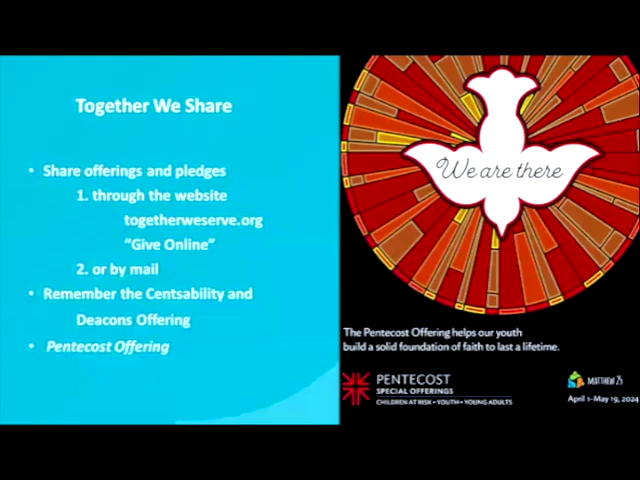 Together We Share
• Share offerings and pledges
1. through the website
togetherweserve.org
“Give Online”
2. or by mail
• Remember the Centsability and
Deacons Offering
• Pentecost Offering
We are there
The Pentecost Offering helps our youth
build a solid foundation of faith to last a lifetime.
PENTECOST
SPECIAL OFFERINGS
CHILDREN AT RISK • YOUTH • YOUNG ADULTS
MATTHEW 25
April 1-May 19, 2024